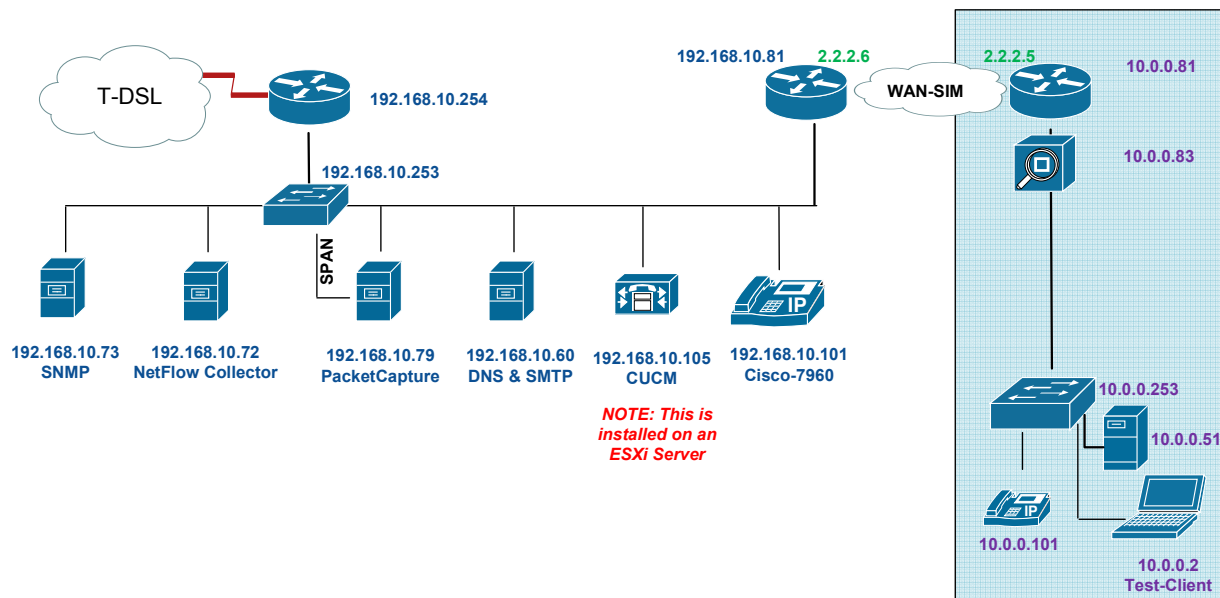 T-DSL
192.168.10.254
192.168.10.81
2.2.2.6
WAN-SIM
2.2.2.5
10.0.0.81
10.0.0.83
192.168.10.253
SPAN
IP
192.168.10.73
SNMP
192.168.10.72
NetFlow Collector
192.168.10.79
PacketCapture
192.168.10.60
DNS & SMTP
192.168.10.105
CUCM
192.168.10.101
Cisco-7960
NOTE: This is
installed on an
ESXi Server
10.0.0.253
10.0.0.51
IP
10.0.0.101
10.0.0.2
Test-Client